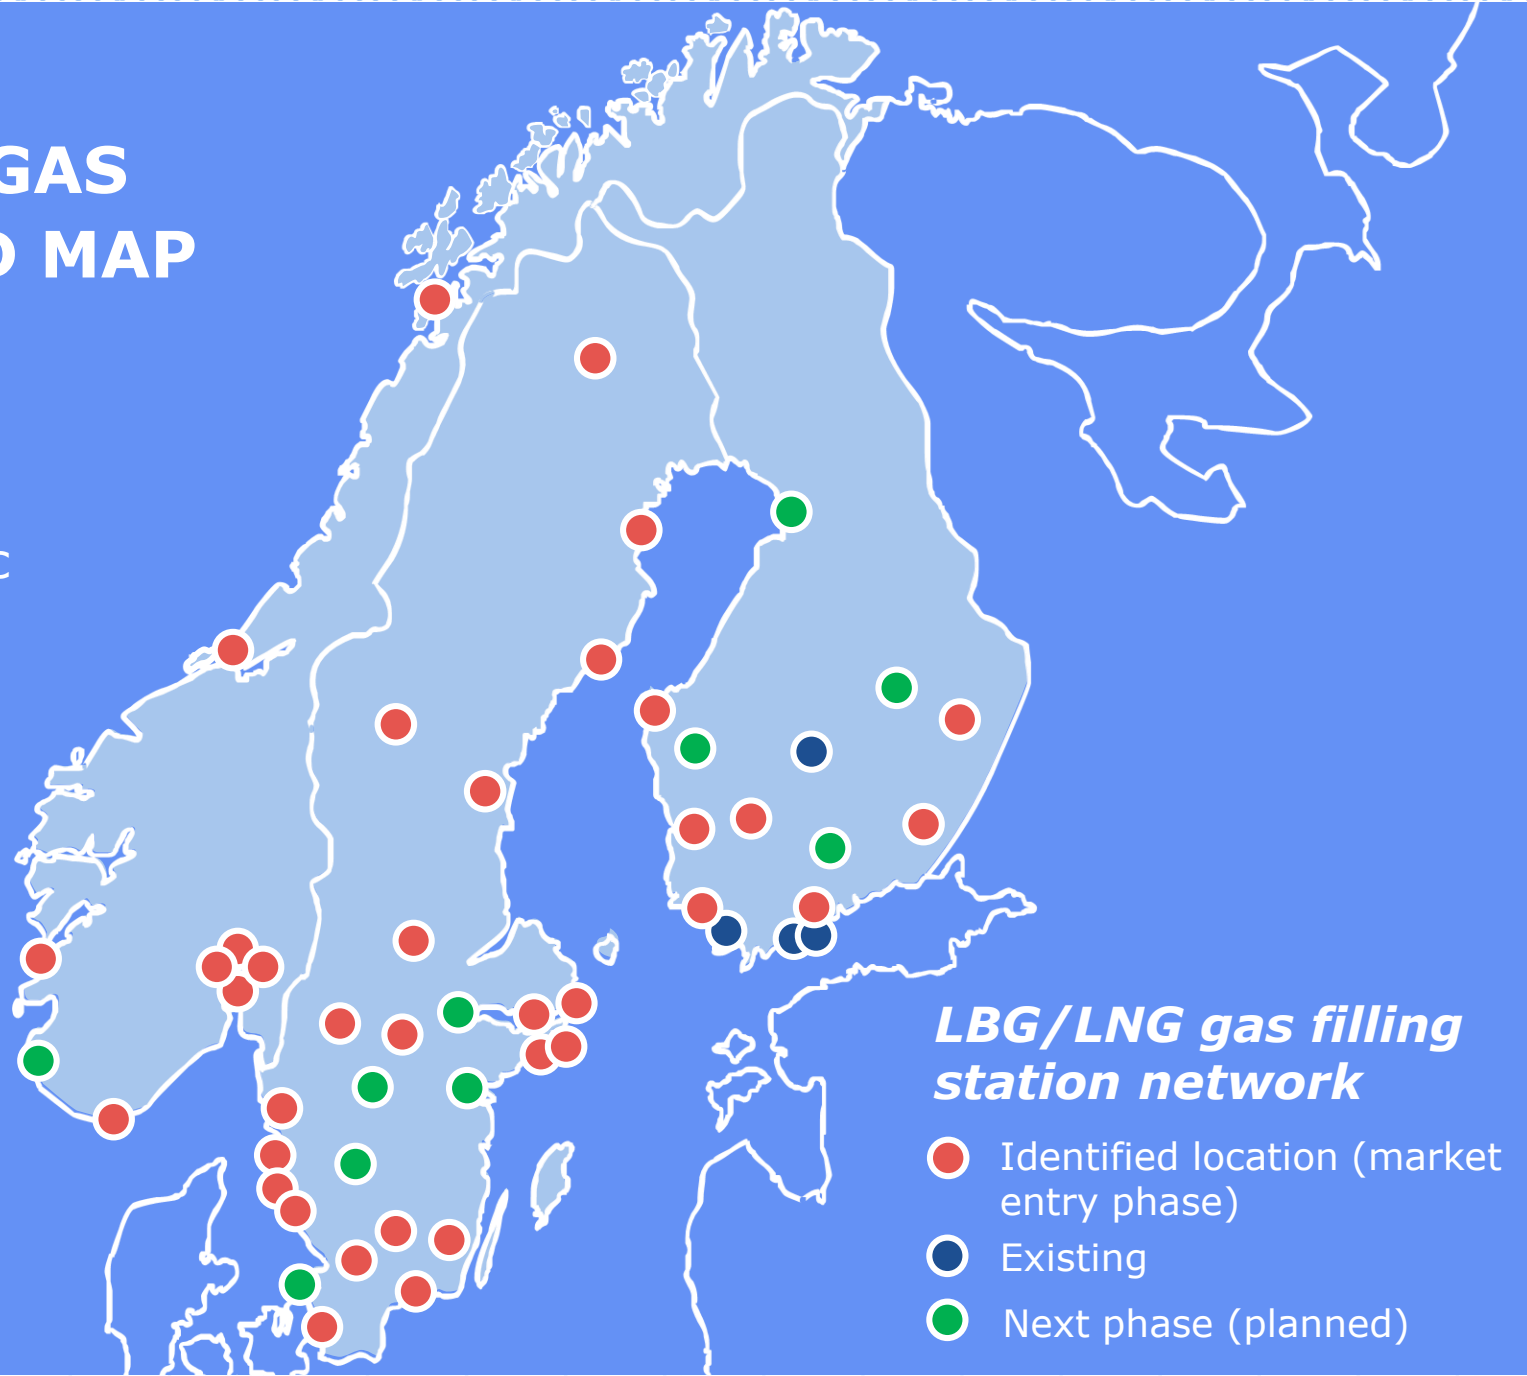 GAS
MAP
LBG/LNG gas filling
station network
Identified location (market
entry phase)
Existing
Next phase (planned)